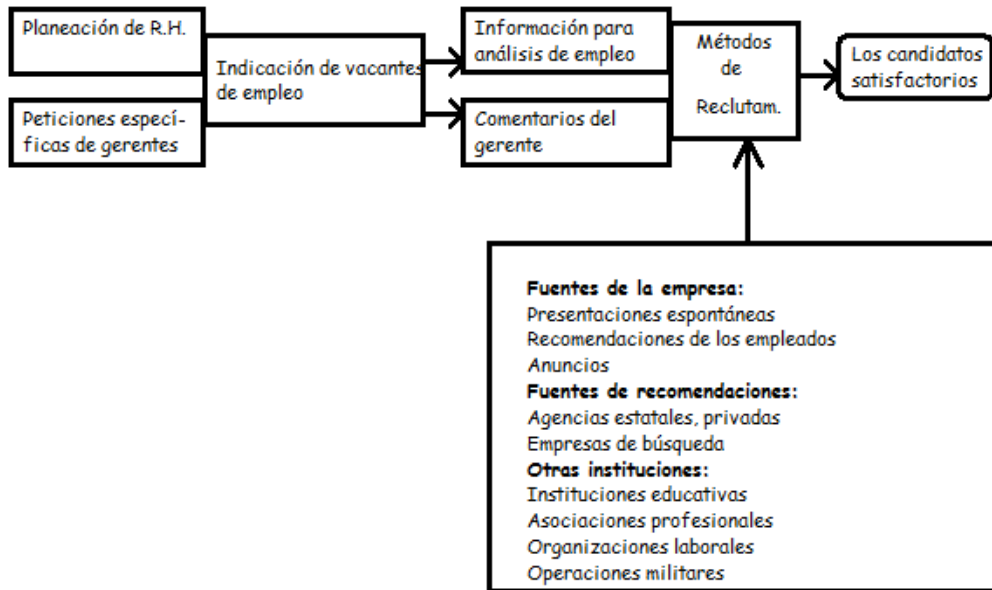 Planeación de R.H.
Peticiones específ-
ficas de gerentes
Indicación de vacantes
de empleo
Información para
análisis de empleo
Comentarios del
gerente
Métodos
de
Reclutam.
Los candidatos
satisfactorios
Fuentes de la empresa:
Presentaciones espontáneas
Recomendaciones de los empleados
Anuncios
Fuentes de recomendaciones:
Agencias estatales, privadas
Empresas de búsqueda
Otras instituciones:
Instituciones educativas
Asociaciones profesionales
Organizaciones laborales
Operaciones militares